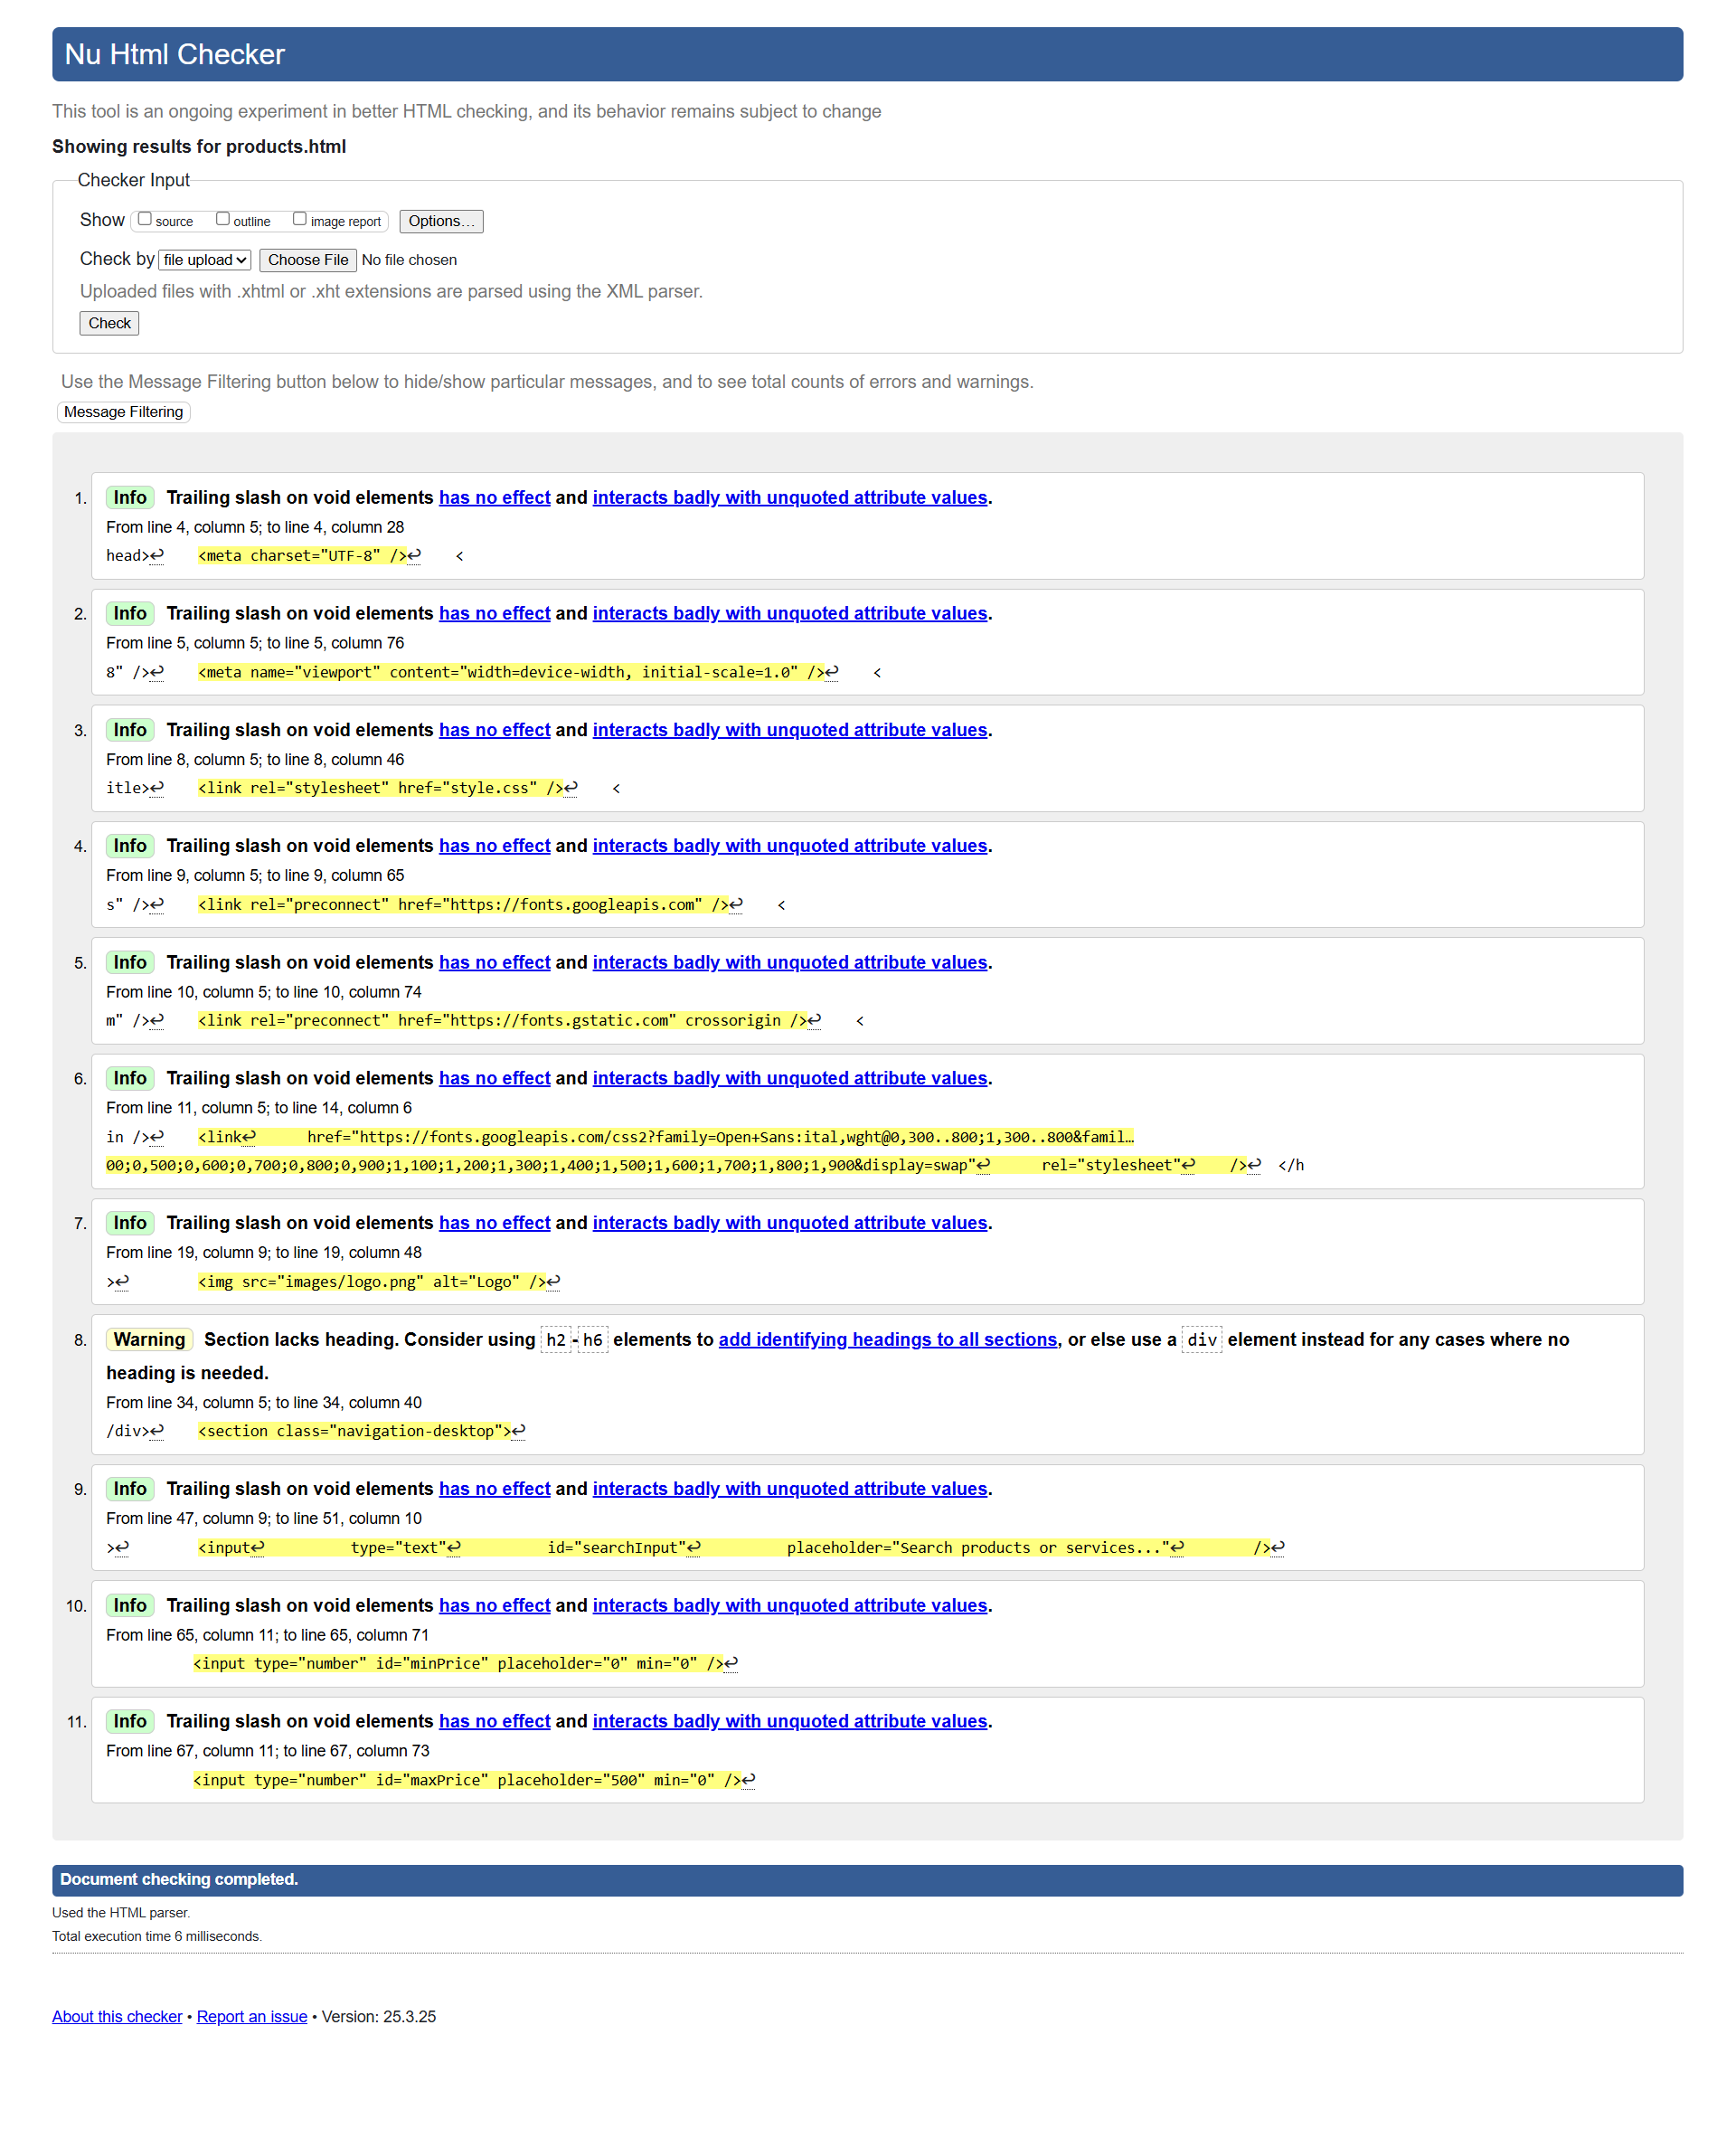 Nu Html Checker
This tool is an ongoing experiment in better HTML checking, and its behavior remains subject to change
Showing results for products.html
Checker Input
Show source outline image report Options...
Check by file upload Choose File No file chosen
Uploaded files with .xhtml or .xht extensions are parsed using the XML parser.
Check
Use the Message Filtering button below to hide/show particular messages, and to see total counts of errors and warnings.
Message Filtering
1. Info Trailing slash on void elements has no effect and interacts badly with unquoted attribute values.
From line 4, column 5; to line 4, column 28
head>↩ <meta charset="UTF-8" />↩ <
2. Info Trailing slash on void elements has no effect and interacts badly with unquoted attribute values.
From line 5, column 5; to line 5, column 76
8" />↩ <meta name="viewport" content="width=device-width, initial-scale=1.0" />↩ <
3. Info Trailing slash on void elements has no effect and interacts badly with unquoted attribute values.
From line 8, column 5; to line 8, column 46
itle>↩ <link rel="stylesheet" href="style.css" />↩ <
4. Info Trailing slash on void elements has no effect and interacts badly with unquoted attribute values.
From line 9, column 5; to line 9, column 65
s" />↩ <link rel="preconnect" href="https://fonts.googleapis.com" />↩ <
5. Info Trailing slash on void elements has no effect and interacts badly with unquoted attribute values.
From line 10, column 5; to line 10, column 74
m" />↩ <link rel="preconnect" href="https://fonts.gstatic.com" crossorigin />↩ <
6. Info Trailing slash on void elements has no effect and interacts badly with unquoted attribute values.
From line 11, column 5; to line 14, column 6
in />↩ <link↩ href="https://fonts.googleapis.com/css2?family=Open+Sans:ital,wght@0,300..800;1,300..800&famil…
00;0,500;0,600;0,700;0,800;0,900;1,100;1,200;1,300;1,400;1,500;1,600;1,700;1,800;1,900&display=swap"↩ rel="stylesheet"↩ />↩ </h
7. Info Trailing slash on void elements has no effect and interacts badly with unquoted attribute values.
From line 19, column 9; to line 19, column 48
>↩ <img src="images/logo.png" alt="Logo" />↩
8. Warning Section lacks heading. Consider using h2-h6 elements to add identifying headings to all sections, or else use a div element instead for any cases where no
heading is needed.
From line 34, column 5; to line 34, column 40
/div>↩ <section class="navigation-desktop">↩
9. Info Trailing slash on void elements has no effect and interacts badly with unquoted attribute values.
From line 47, column 9; to line 51, column 10
>↩ <input↩ type="text"↩ id="searchInput"↩ placeholder="Search products or services..."↩ />↩
10. Info Trailing slash on void elements has no effect and interacts badly with unquoted attribute values.
From line 65, column 11; to line 65, column 71
<input type="number" id="minPrice" placeholder="0" min="0" />↩
11. Info Trailing slash on void elements has no effect and interacts badly with unquoted attribute values.
From line 67, column 11; to line 67, column 73
<input type="number" id="maxPrice" placeholder="500" min="0" />↩
Document checking completed.
Used the HTML parser.
Total execution time 6 milliseconds.
About this checker • Report an issue • Version: 25.3.25